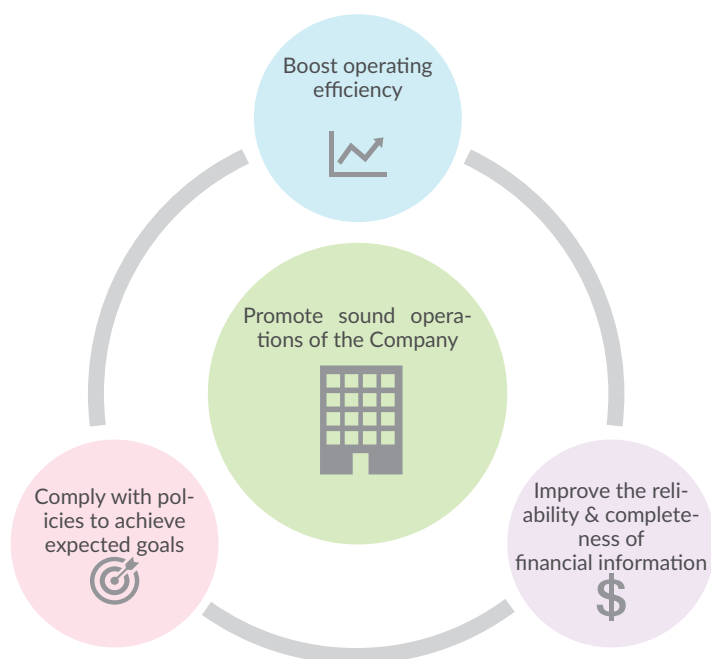 Boost operating
efficiency
Promote sound opera-
tions of the Company
Comply with pol-
icies to achieve
expected goals
Improve the reli-
ability & complete-
ness of
financial information
$